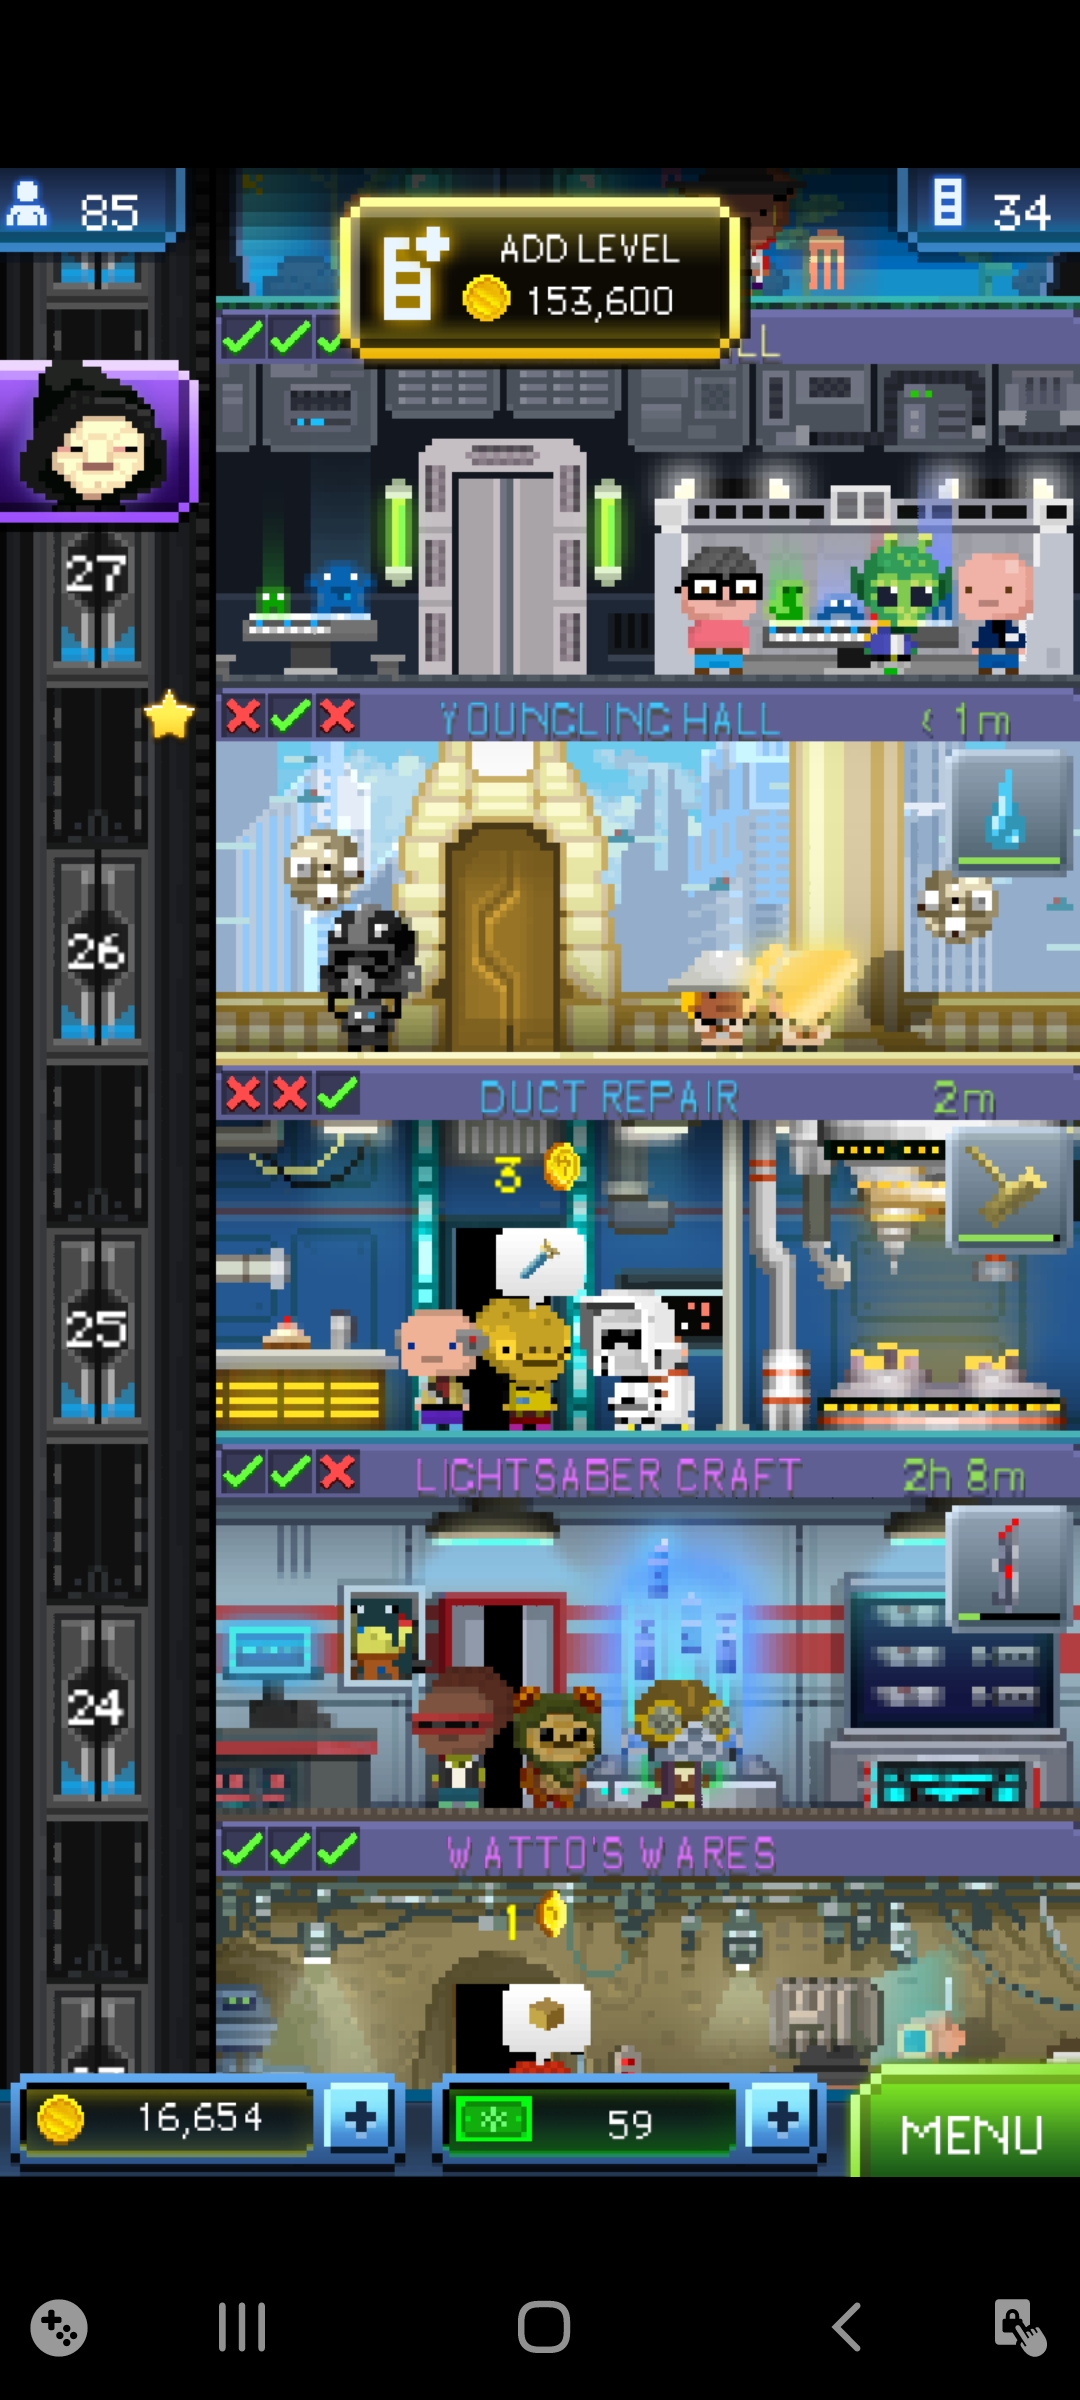 85
ADD LEVEL
153,600
34
LL
27
YOUNGLING HALL
< 1m
26
DUCT REPAIR
2m
3
25
LIGHTSABER CRAFT
2h 8m
24
WATTO'S WARES
1
16,654
59
MENU